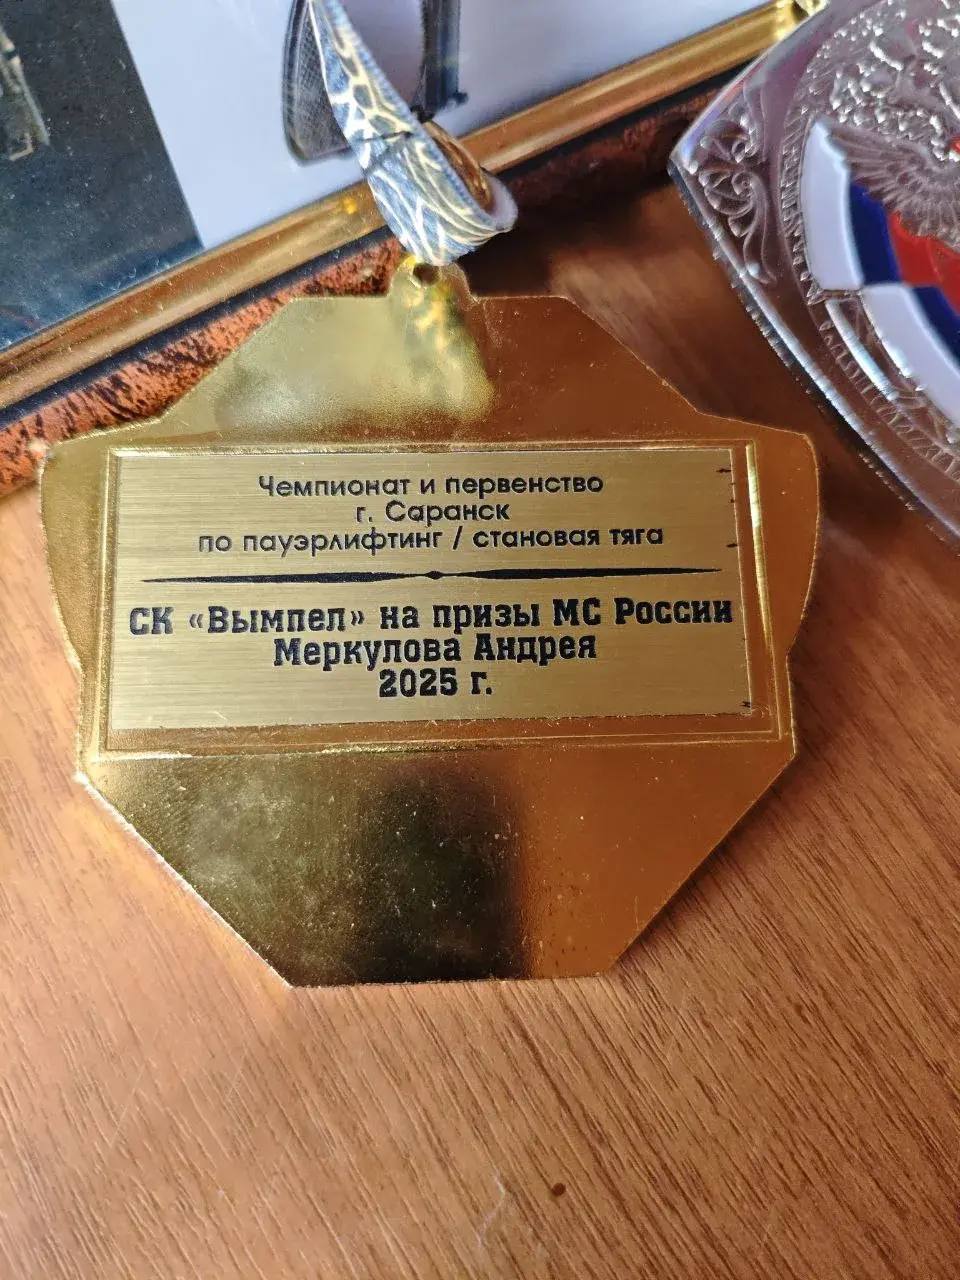 Чемпионат и первенство
г. Саранск
по пауэрлифтинг / становая тяга
СК «Вымпел» на призы МС России
Меркулова Андрея
2025 г.